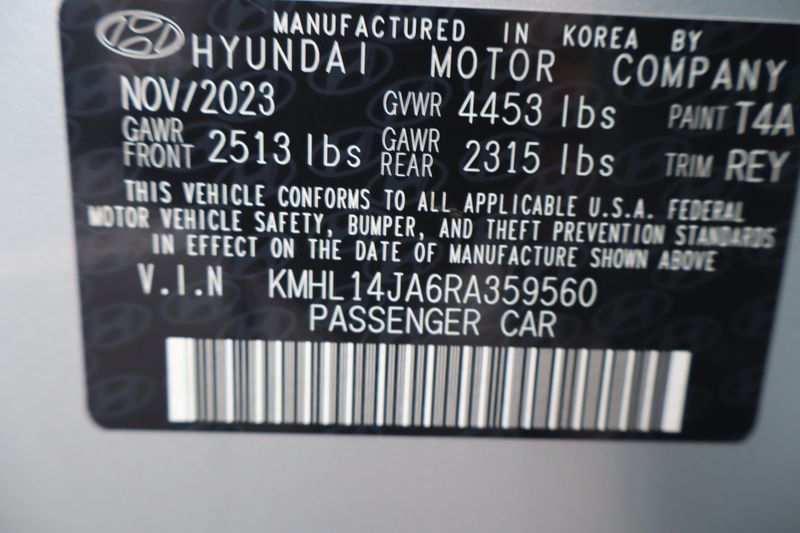 MANUFACTURED IN KOREA BY
HYUNDAI MOTOR COMPANY
NOV/2023 GVWR 4453 lbs PAINT T4A
GAWR FRONT 2513 lbs GAWR REAR 2315 lbs TRIM REY
THIS VEHICLE CONFORMS TO ALL APPLICABLE U.S.A. FEDERAL
MOTOR VEHICLE SAFETY, BUMPER, AND THEFT PREVENTION STANDARDS
IN EFFECT ON THE DATE OF MANUFACTURE SHOWN ABOVE
V.I.N KMHL14JA6RA359560
PASSENGER CAR